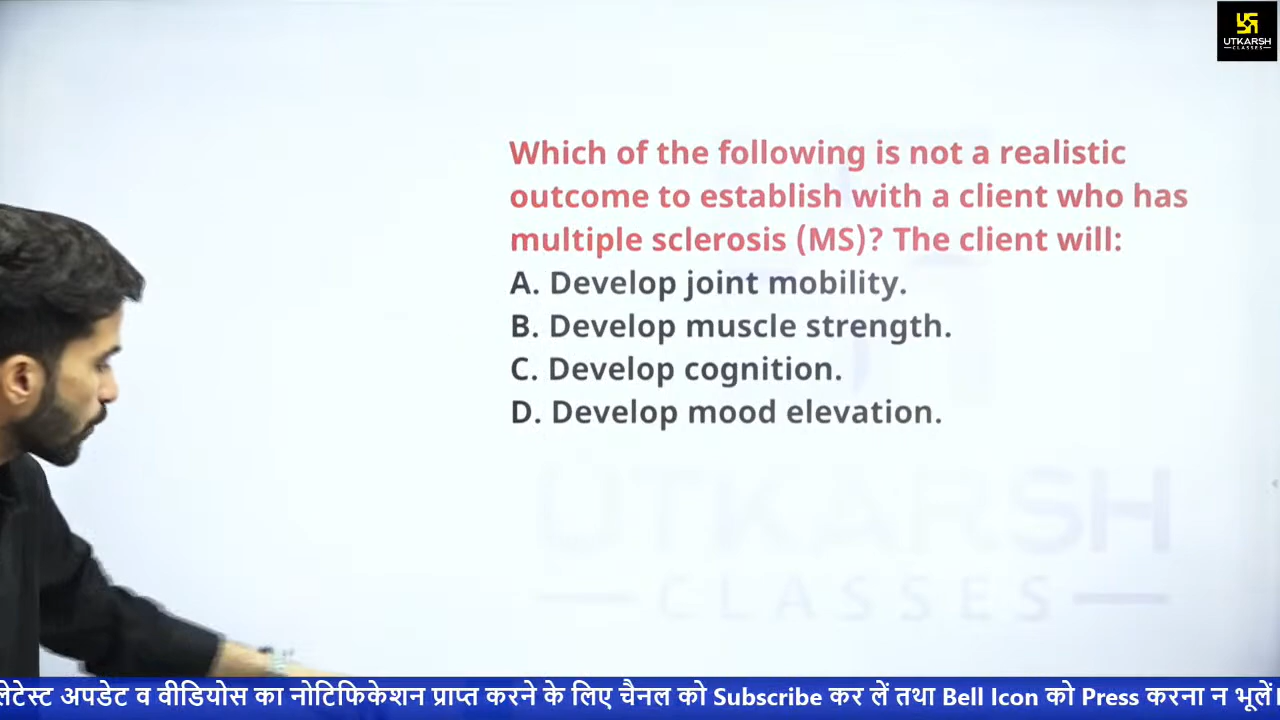 UTKARSH
CLASSES
Which of the following is not a realistic
outcome to establish with a client who has
multiple sclerosis (MS)? The client will:
A. Develop joint mobility.
B. Develop muscle strength.
C. Develop cognition.
D. Develop mood elevation.
UTKARSH
CLASSES
लेटेस्ट अपडेट व वीडियोस का नोटिफिकेशन प्राप्त करने के लिए चैनल को Subscribe कर लें तथा Bell Icon को Press करना न भूलें